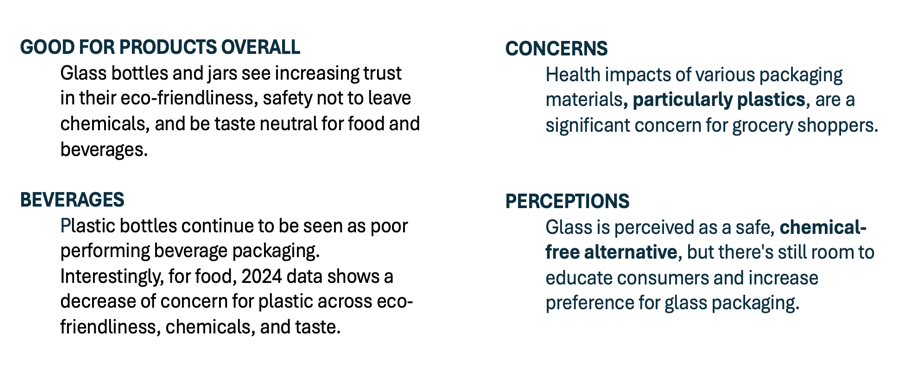 GOOD FOR PRODUCTS OVERALL
Glass bottles and jars see increasing trust
in their eco-friendliness, safety not to leave
chemicals, and be taste neutral for food and
beverages.
BEVERAGES
Plastic bottles continue to be seen as poor
performing beverage packaging.
Interestingly, for food, 2024 data shows a
decrease of concern for plastic across eco-
friendliness, chemicals, and taste.
CONCERNS
Health impacts of various packaging
materials, particularly plastics, are a
significant concern for grocery shoppers.
PERCEPTIONS
Glass is perceived as a safe, chemical-
free alternative, but there's still room to
educate consumers and increase
preference for glass packaging.